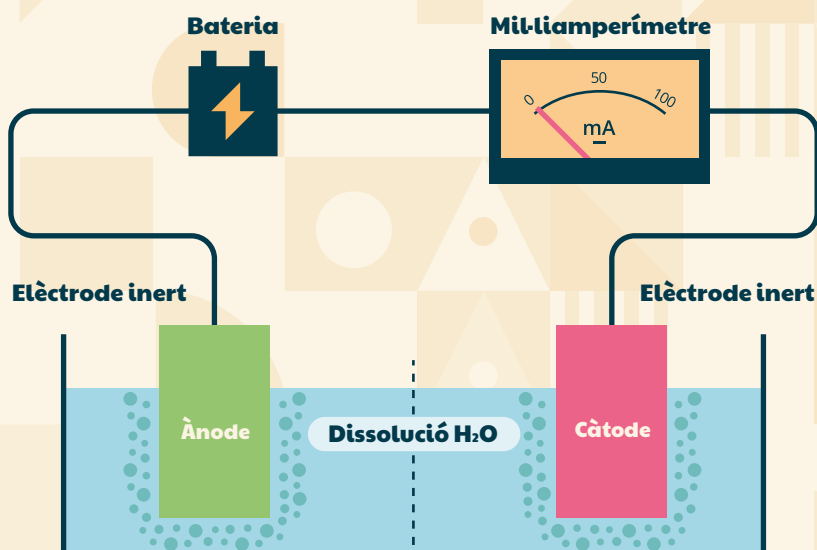 Bateria
Mil·liamperímetre
0
50
100
mA
Elèctrode inert
Elèctrode inert
Ànode
Dissolució H₂O
Càtode